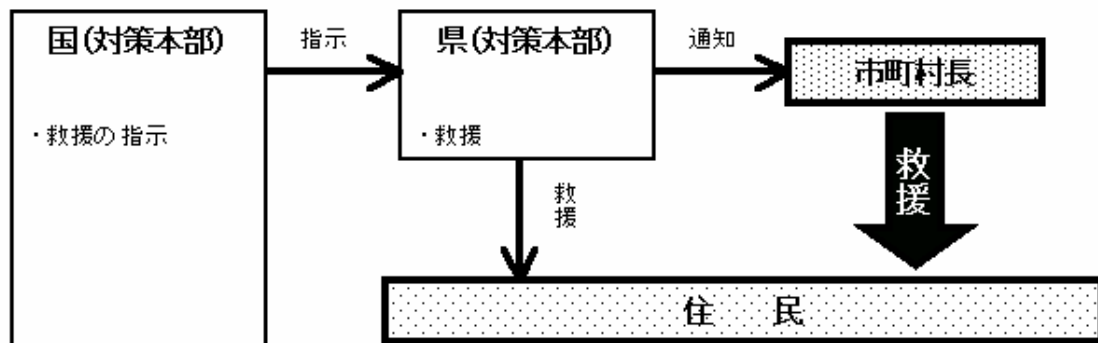 国(対策本部)
・救援の指示
指示
県(対策本部)
・救援
通知
市町村長
救援
救援
住　民